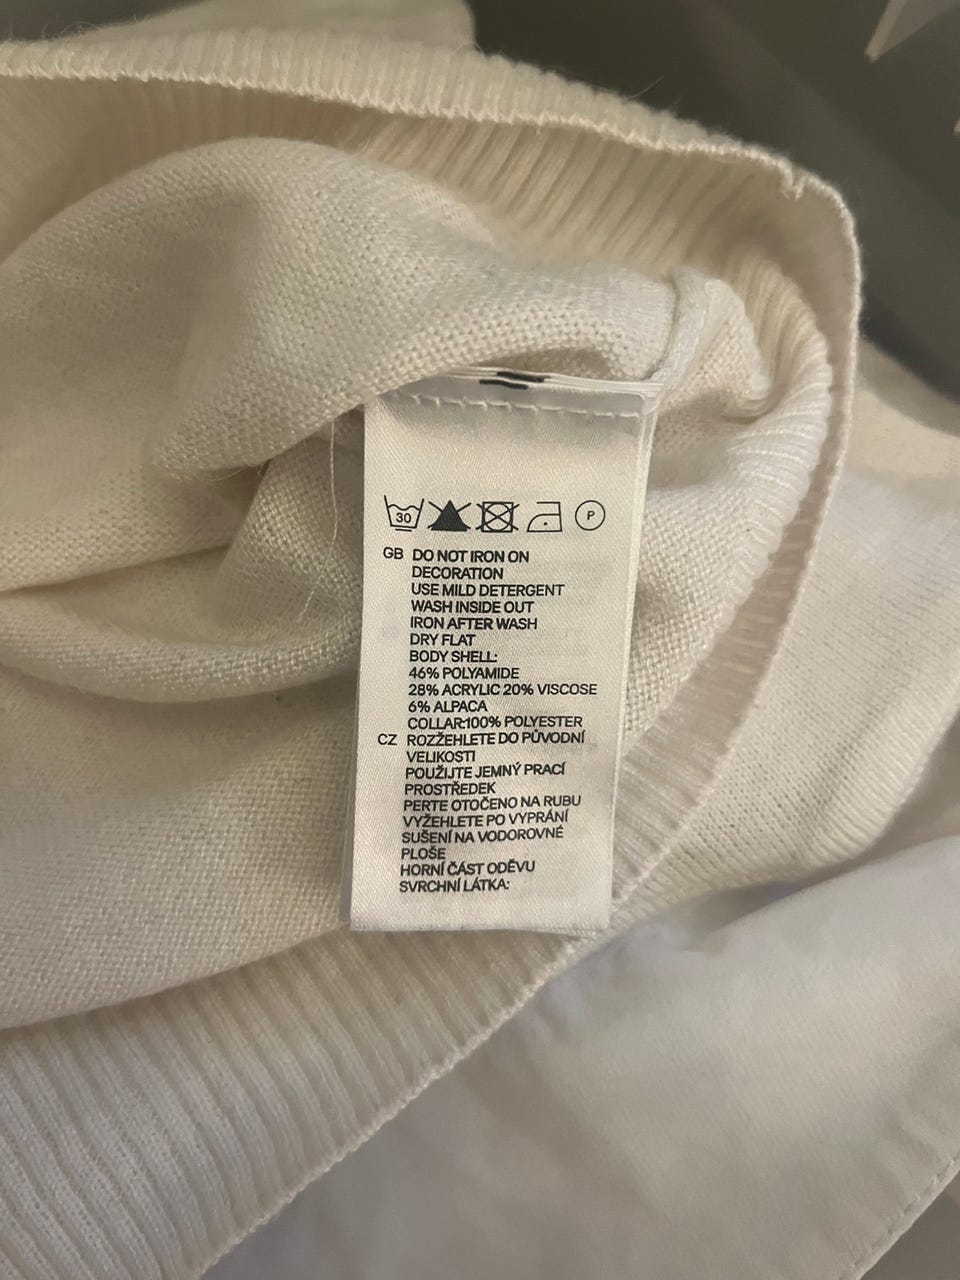 30 P
GB DO NOT IRON ON
DECORATION
USE MILD DETERGENT
WASH INSIDE OUT
IRON AFTER WASH
DRY FLAT
BODY SHELL:
46% POLYAMIDE
28% ACRYLIC 20% VISCOSE
6% ALPACA
COLLAR:100% POLYESTER
CZ ROZŽEHLETE DO PŮVODNÍ
VELIKOSTI
POUŽIJTE JEMNÝ PRACÍ
PROSTŘEDEK
PERTE OTOČENO NA RUBU
VYŽEHLETE PO VYPRÁNÍ
SUŠENÍ NA VODOROVNÉ
PLOŠE
HORNÍ ČÁST ODĚVU
SVRCHNÍ LÁTKA: